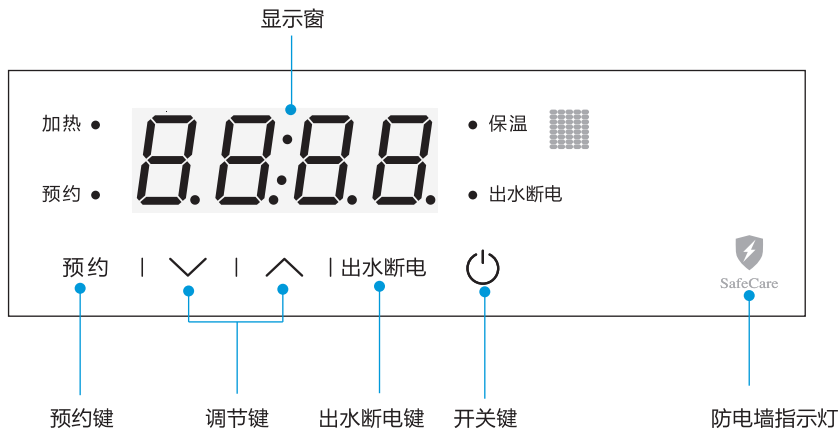 显示窗
加热
88:88
保温
预约
出水断电
预约
出水断电
SafeCare
预约键
调节键
出水断电键
开关键
防电墙指示灯